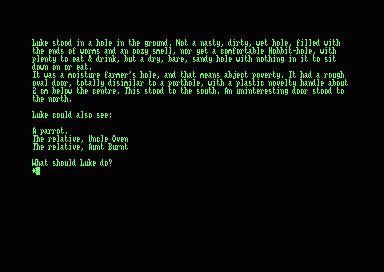 Luke stood in a hole in the ground. Not a nasty, dirty, wet hole, filled with
the ends of worms and an oozy smell, nor yet a comfortable Hobbit-hole, with
plenty to eat & drink, but a dry, bare, sandy hole with nothing in it to sit
down on or eat.
It was a moisture farmer's hole, and that means abject poverty. It had a rough
oval door, totally disimilar to a porthole, with a plastic novelty handle about
2 cm below the centre. This stood to the south. An uninteresting door stood to
the north.
Luke could also see:
A parrot.
The relative, Uncle Oven
The relative, Aunt Burnt
What should Luke do?
*